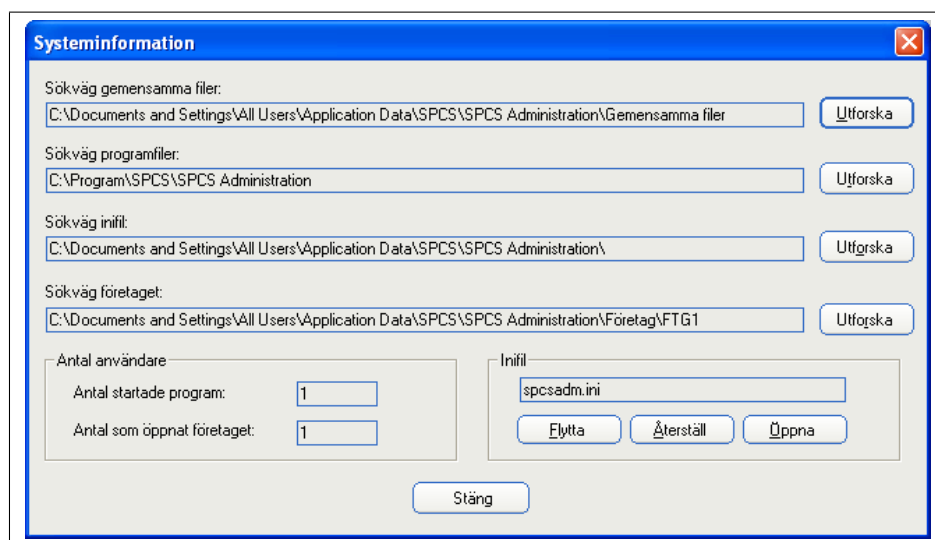 Systeminformation
Sökväg gemensamma filer:
C:\Documents and Settings\All Users\Application Data\SPCS\SPCS Administration\Gemensamma filer
Utforska
Sökväg programfiler:
C:\Program\SPCS\SPCS Administration
Utforska
Sökväg inifil:
C:\Documents and Settings\All Users\Application Data\SPCS\SPCS Administration\
Utforska
Sökväg företaget:
C:\Documents and Settings\All Users\Application Data\SPCS\SPCS Administration\Företag\FTG1
Utforska
Antal användare
Antal startade program: 1
Antal som öppnat företaget: 1
Inifil
spcsadm.ini
Flytta Återställ Öppna
Stäng